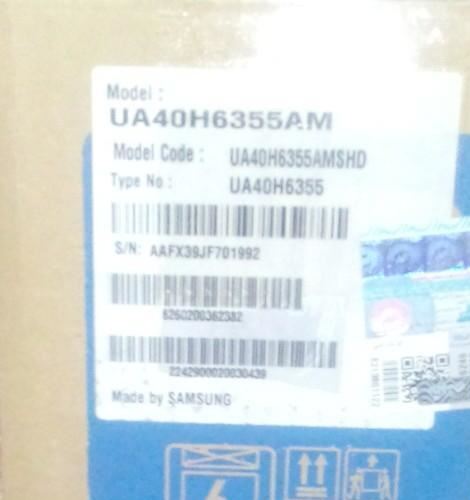 Model :
UA40H6355AM
Model Code : UA40H6355AMSHD
Type No : UA40H6355
S/N: AAFX39JF701992
6260200362382
2242900020030439
Made by SAMSUNG